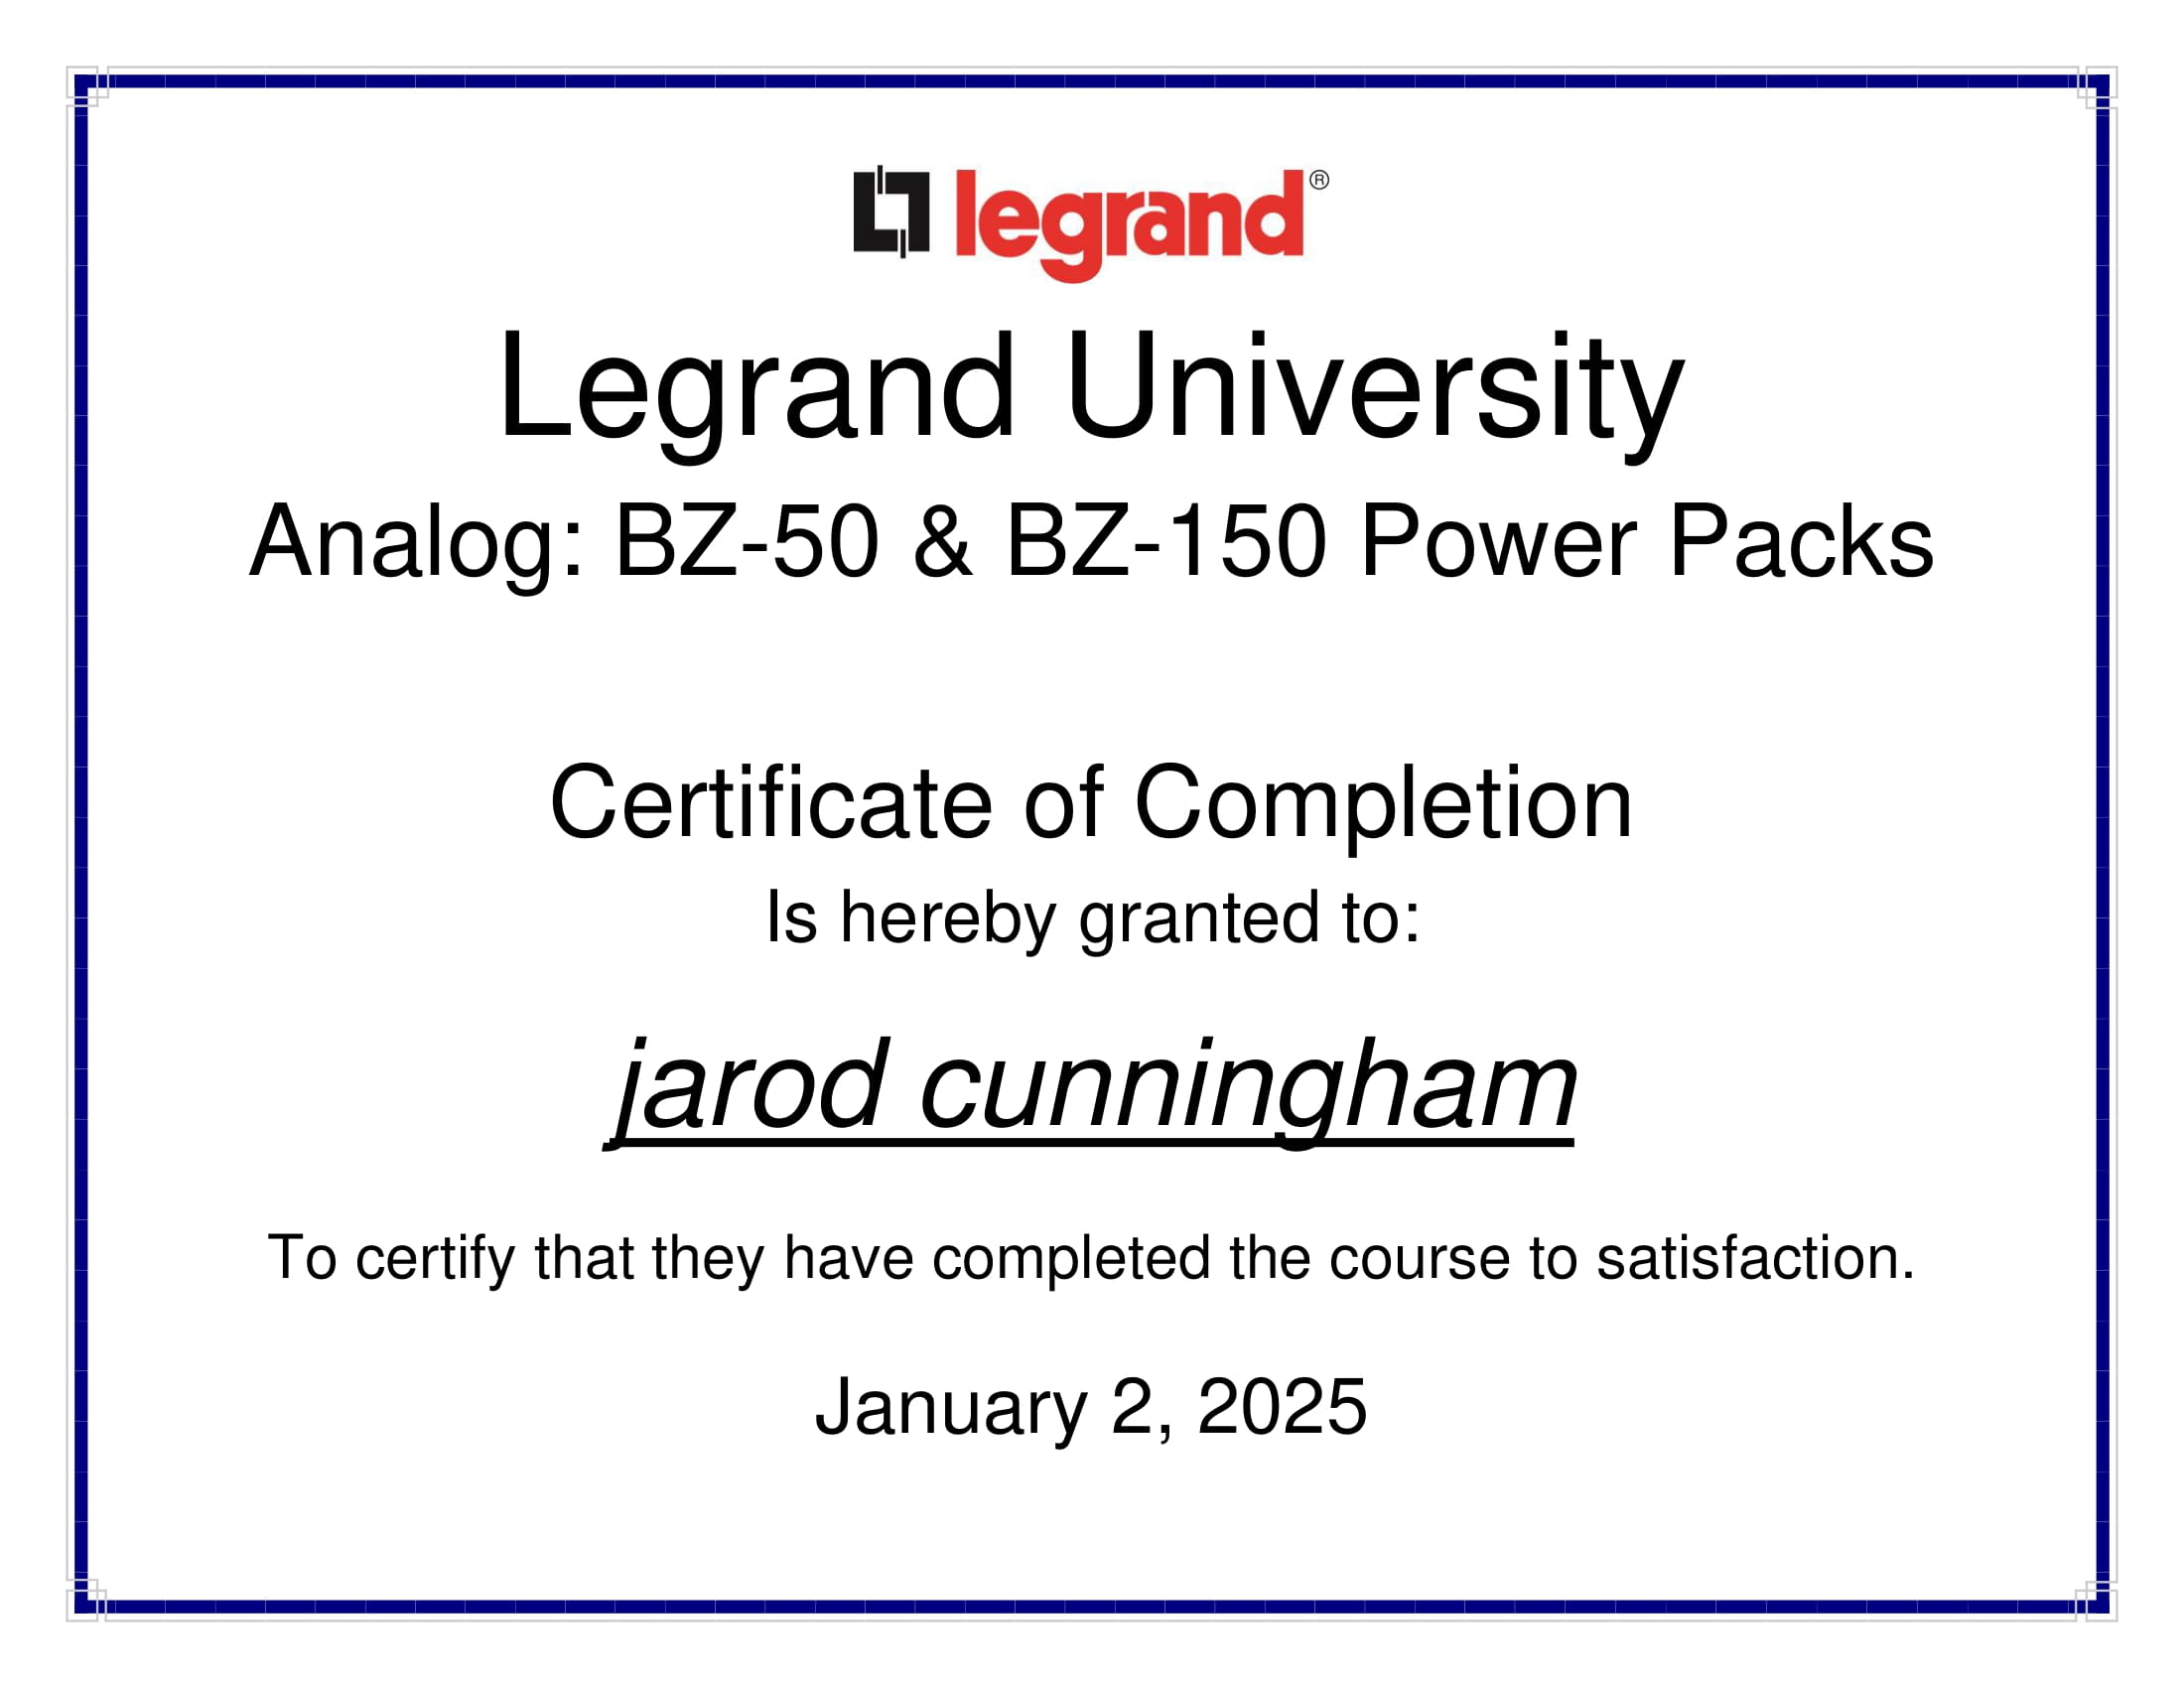 legrand®
Legrand University
Analog: BZ-50 & BZ-150 Power Packs
Certificate of Completion
Is hereby granted to:
jarod cunningham
To certify that they have completed the course to satisfaction.
January 2, 2025